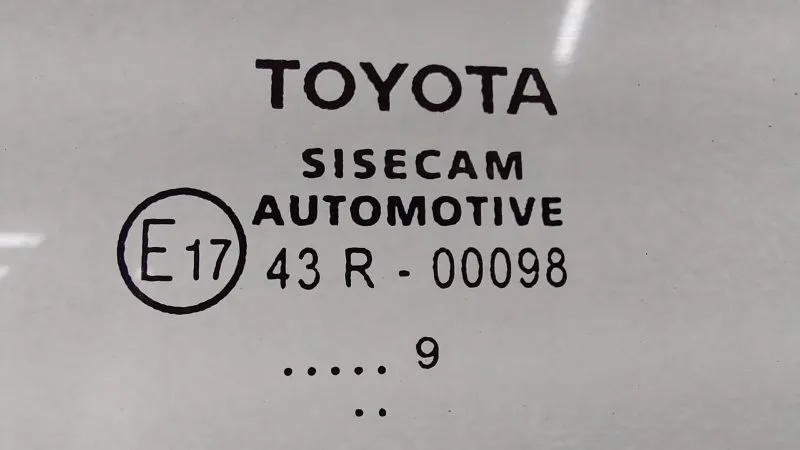 TOYOTA
SISECAM
AUTOMOTIVE
E17 43 R - 00098
..... 9
..